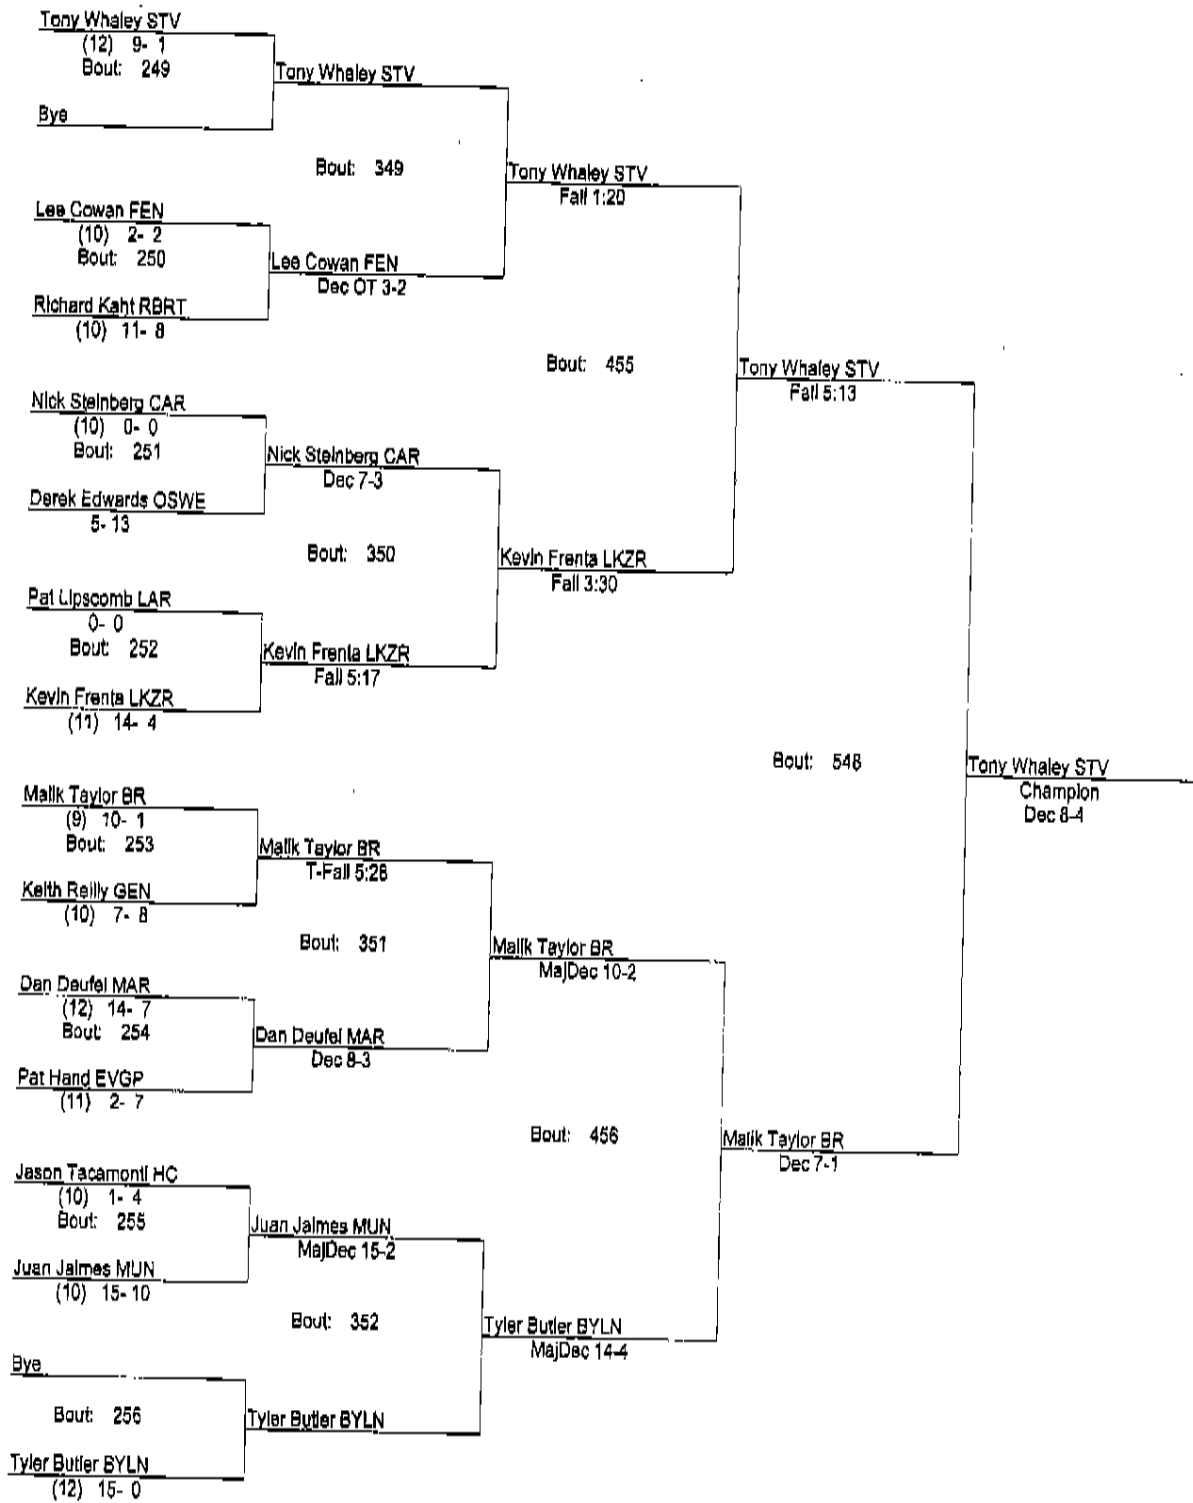 Tony Whaley STV
(12) 9- 1
Bout: 249
Tony Whaley STV
Bye
Bout: 349
Tony Whaley STV
Fall 1:20
Lee Cowan FEN
(10) 2- 2
Bout: 250
Lee Cowan FEN
Dec OT 3-2
Richard Kaht RBRT
(10) 11- 8
Bout: 455
Tony Whaley STV
Fall 5:13
Nick Steinberg CAR
(10) 0- 0
Bout: 251
Nick Steinberg CAR
Dec 7-3
Derek Edwards OSWE
5- 13
Bout: 350
Kevin Frenta LKZR
Fall 3:30
Pat Lipscomb LAR
0- 0
Bout: 252
Kevin Frenta LKZR
Fall 5:17
Kevin Frenta LKZR
(11) 14- 4
Bout: 548
Tony Whaley STV
Champion
Dec 8-4
Malik Taylor BR
(9) 10- 1
Bout: 253
Malik Taylor BR
T-Fall 5:28
Keith Reilly GEN
(10) 7- 8
Bout: 351
Malik Taylor BR
MajDec 10-2
Dan Deufel MAR
(12) 14- 7
Bout: 254
Dan Deufel MAR
Dec 8-3
Pat Hand EVGP
(11) 2- 7
Bout: 456
Malik Taylor BR
Dec 7-1
Jason Tacamonti HC
(10) 1- 4
Bout: 255
Juan Jaimes MUN
MajDec 15-2
Juan Jaimes MUN
(10) 15- 10
Bout: 352
Tyler Butler BYLN
MajDec 14-4
Bye
Bout: 256
Tyler Butler BYLN
Tyler Butler BYLN
(12) 15- 0